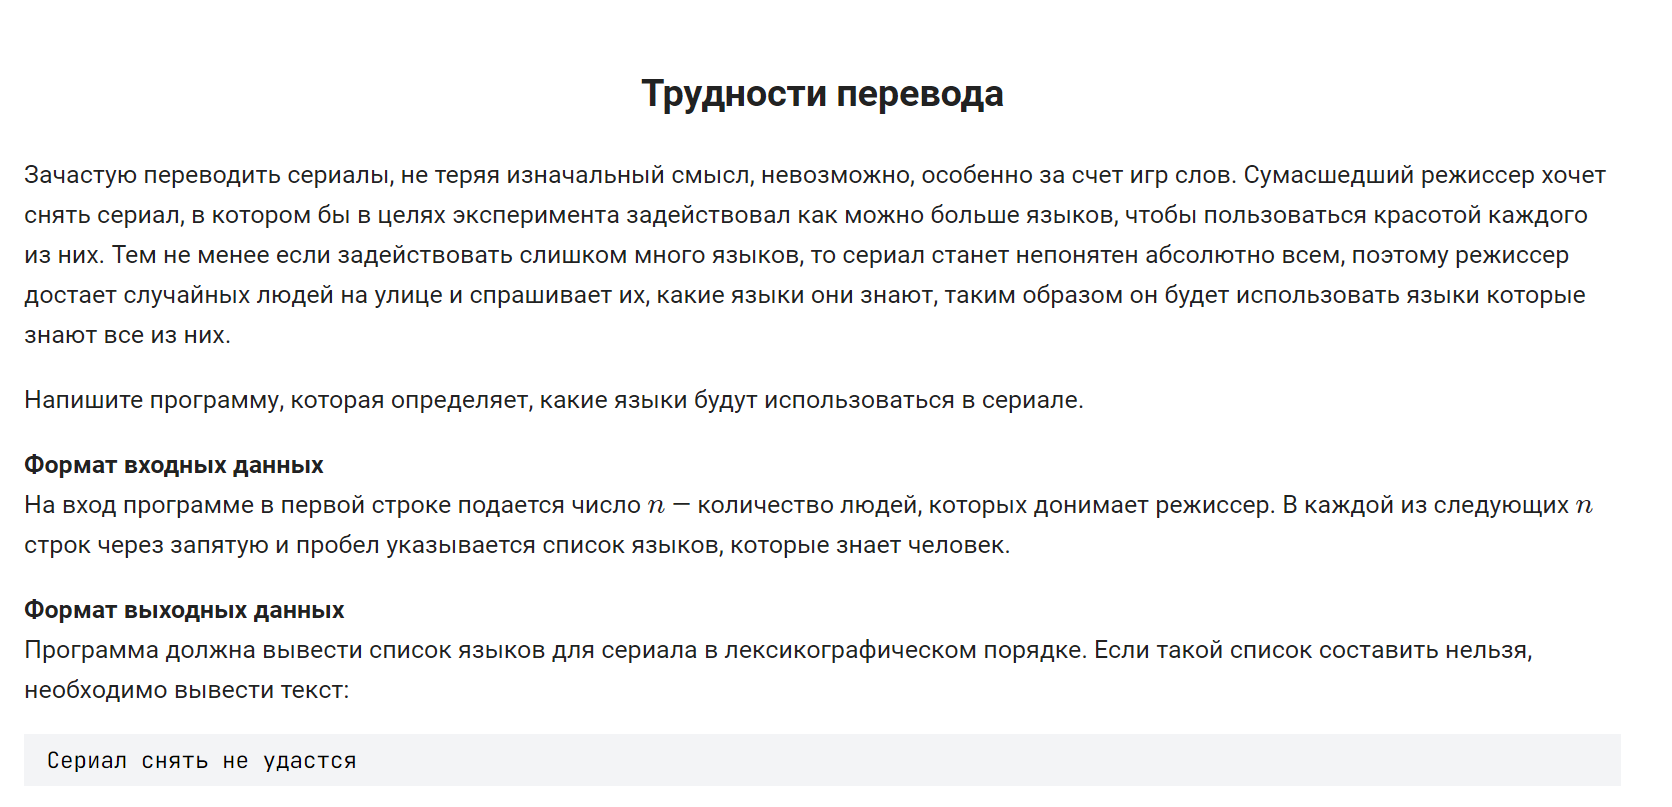 Трудности перевода
Зачастую переводить сериалы, не теряя изначальный смысл, невозможно, особенно за счет игр слов. Сумасшедший режиссер хочет
снять сериал, в котором бы в целях эксперимента задействовал как можно больше языков, чтобы пользоваться красотой каждого
из них. Тем не менее если задействовать слишком много языков, то сериал станет непонятен абсолютно всем, поэтому режиссер
достает случайных людей на улице и спрашивает их, какие языки они знают, таким образом он будет использовать языки которые
знают все из них.
Напишите программу, которая определяет, какие языки будут использоваться в сериале.
Формат входных данных
На вход программе в первой строке подается число n — количество людей, которых донимает режиссер. В каждой из следующих n
строк через запятую и пробел указывается список языков, которые знает человек.
Формат выходных данных
Программа должна вывести список языков для сериала в лексикографическом порядке. Если такой список составить нельзя,
необходимо вывести текст:
Сериал снять не удастся